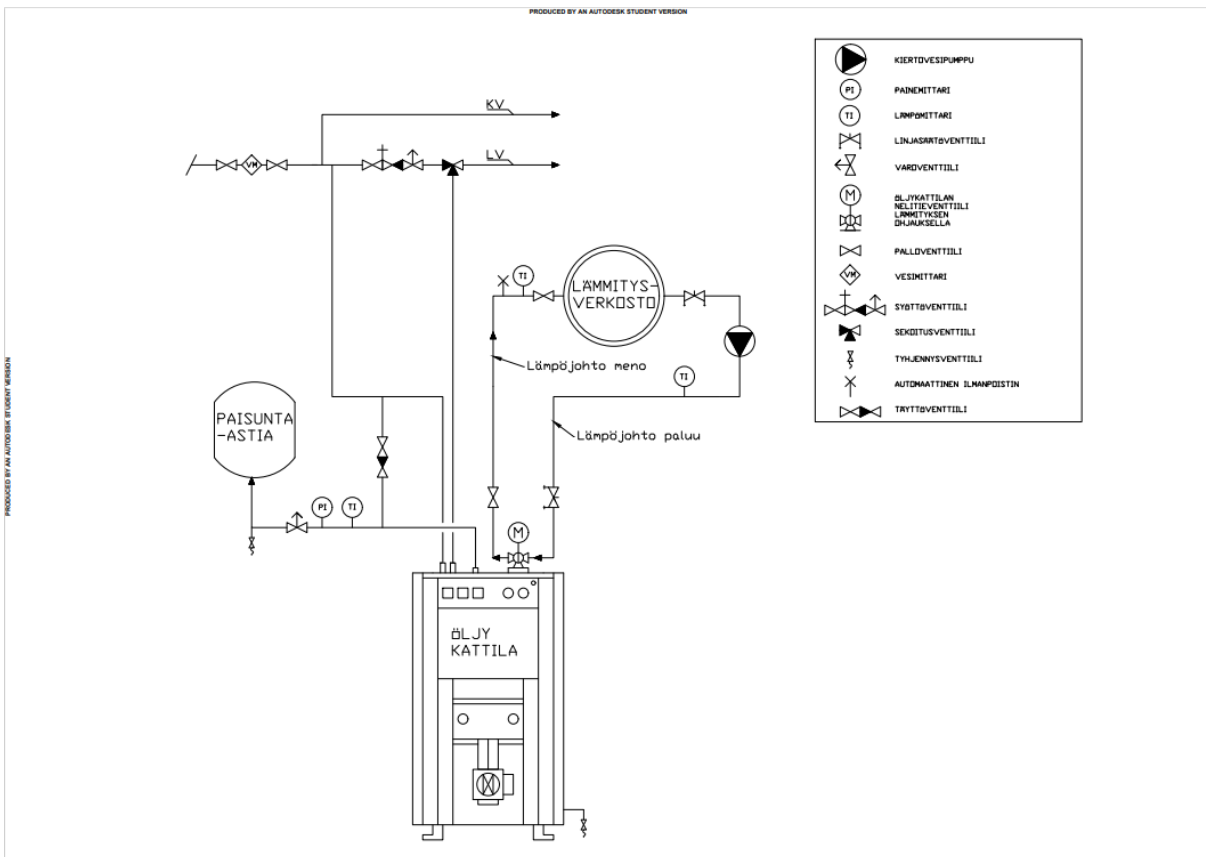 PRODUCED BY AN AUTODESK STUDENT VERSION
PRODUCED BY AN AUTODESK STUDENT VERSION
KV
LV
VM
TI
LÄMMITYS-
VERKOSTO
Lämpöjohto meno
TI
Lämpöjohto paluu
PAISUNTA
-ASTIA
PI
TI
M
ÖLJY
KATTILA
KIERTOVESIPUMPPU
PI
PAINEMITTARI
TI
LÄMPÖMITTARI
LINJASÄÄTÖVENTTIILI
VAROVENTTIILI
M
ÖLJYKATTILAN
NELITIEVENTTIILI
LÄMMITYKSEN
OHJAUKSELLA
PALLOVENTTIILI
VM
VESIMITTARI
SYÖTTÖVENTTIILI
SEKOITUSVENTTIILI
TYHJENNYSVENTTIILI
AUTOMAATTINEN ILMANPOISTIN
TÄYTTÖVENTTIILI